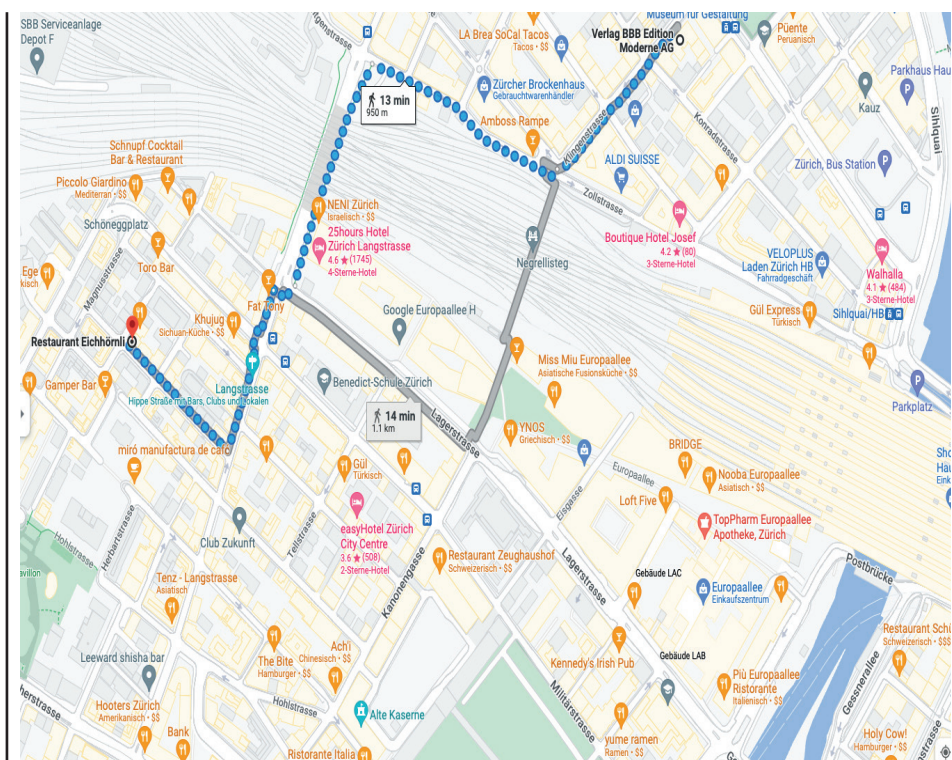 SBB Serviceanlage
Depot F
LA Brea SoCal Tacos
Tacos • $$
Museum für Gestaltung
Verlag BBB Edition
Moderne AG
Püente
Peruanisch
Parkhaus Hau
Zürcher Brockenhaus
Gebrauchtwarenhändler
13 min
950 m
Kauz
Sihlquai
Amboss Rampe
Klingenstrasse
Konradstrasse
Schnupf Cocktail
Bar & Restaurant
ALDI SUISSE
Zürich, Bus Station
Piccolo Giardino
Mediterran • $$
Zollstrasse
NENI Zürich
Israelisch • $$
Schöneggplatz
25hours Hotel
Zürich Langstrasse
4.6 ★ (1745)
4-Sterne-Hotel
Boutique Hotel Josef
4.2 ★ (80)
3-Sterne-Hotel
Toro Bar
Negrellisteg
VELOPLUS
Laden Zürich HB
Fahrradgeschäft
Walhalla
4.1 ★ (484)
3-Sterne-Hotel
Ege
kisch
Magnusstrasse
Fat Tony
Google Europaallee H
Gül Express
Türkisch
Sihlquai/HB
Khujug
Sichuan-Küche • $$
Restaurant Eichhörnli
Miss Miu Europaallee
Asiatische Fusionsküche • $$
Gamper Bar
Langstrasse
Hippe Straße mit Bars, Clubs und Lokalen
Benedict-Schule Zürich
Parkplatz
14 min
1.1 km
Lagerstrasse
YNOS
Griechisch • $$
miró manufactura de café
BRIDGE
Gül
Türkisch
Europaallee
Nooba Europaallee
Asiatisch • $$
Loft Five
Eisgasse
easyHotel Zürich
City Centre
3.6 ★ (508)
2-Sterne-Hotel
TopPharm Europaallee
Apotheke, Zürich
Hohlstrasse
Herbartstrasse
Tellstrasse
Club Zukunft
Restaurant Zeughaushof
Schweizerisch • $$
Lagerstrasse
Postbrücke
Gebäude LAC
Tenz - Langstrasse
Asiatisch
Kanonengasse
Europaallee
Einkaufszentrum
avillon
Restaurant Schü
Schweizerisch • $$$
Leeward shisha bar
The Bite
Hamburger • $$
Ach'i
Chinesisch • $$
Kennedy's Irish Pub
Gebäude LAB
Gessnerallee
Più Europaallee
Ristorante
Italienisch • $$
Hooters Zürich
Amerikanisch • $$
Hohlstrasse
Militärstrasse
Alte Kaserne
Bank
yume ramen
Ramen • $$
Holy Cow!
Hamburger • $$
Ristorante Italia